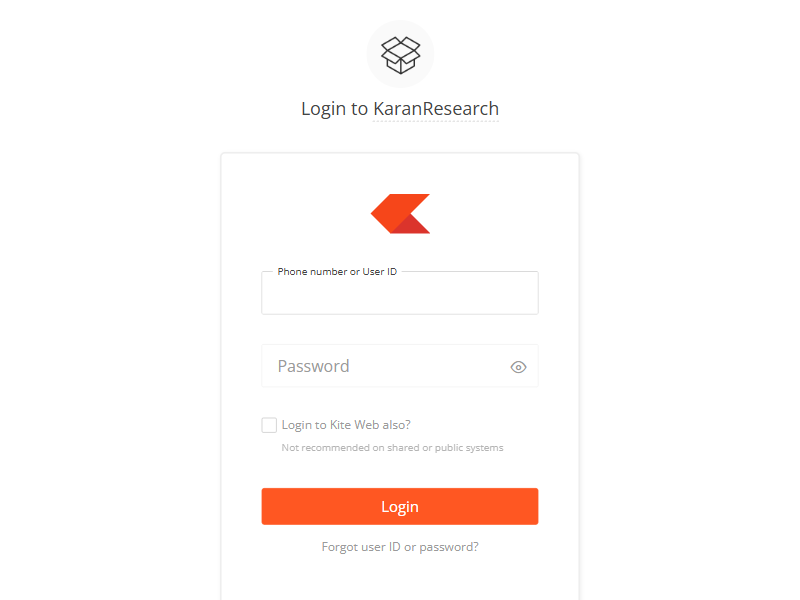 Login to KaranResearch
Phone number or User ID
Password
Login to Kite Web also?
Not recommended on shared or public systems
Login
Forgot user ID or password?